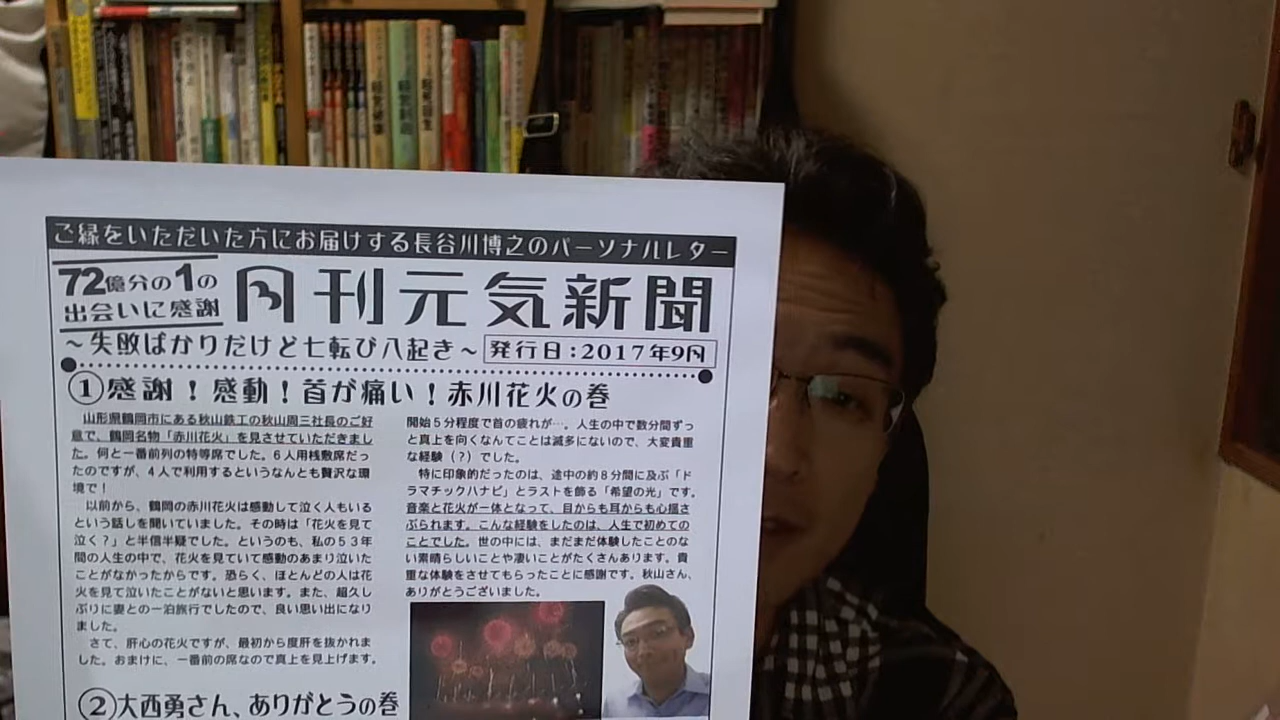 ご縁をいただいた方にお届けする長谷川博之のパーソナルレター
72億分の1の
出会いに感謝
月刊元気新聞
～失敗ばかりだけど七転び八起き～
発行日：2017年9月
①感謝！感動！首が痛い！赤川花火の巻
山形県鶴岡市にある秋山鉄工の秋山周三社長のご好
意で、鶴岡名物「赤川花火」を見させていただきまし
た。何と一番前列の特等席でした。6人用桟敷席だっ
たのですが、4人で利用するというなんとも贅沢な環
境で！
以前から、鶴岡の赤川花火は感動して泣く人もいる
という話しを聞いていました。その時は「花火を見て
泣く？」と半信半疑でした。というのも、私の53年
間の人生の中で、花火を見ていて感動のあまり泣いた
ことがなかったからです。恐らく、ほとんどの人は花
火を見て泣いたことがないと思います。また、超久し
ぶりに妻との一泊旅行でしたので、良い思い出になり
ました。
さて、肝心の花火ですが、最初から度肝を抜かれま
した。おまけに、一番前の席なので真上を見上げます。
開始5分程度で首の疲れが…。人生の中で数分間ずっ
と真上を向くなんてことは滅多にないので、大変貴重
な経験（？）でした。
特に印象的だったのは、途中の約8分間に及ぶ「ド
ラマチックハナビ」とラストを飾る「希望の光」です。
音楽と花火が一体となって、目からも耳からも心揺さ
ぶられます。こんな経験をしたのは、人生で初めての
ことでした。世の中には、まだまだ体験したことのな
い素晴らしいことや凄いことがたくさんあります。貴
重な体験をさせてもらったことに感謝です。秋山さん、
ありがとうございました。
②大西勇さん、ありがとうの巻